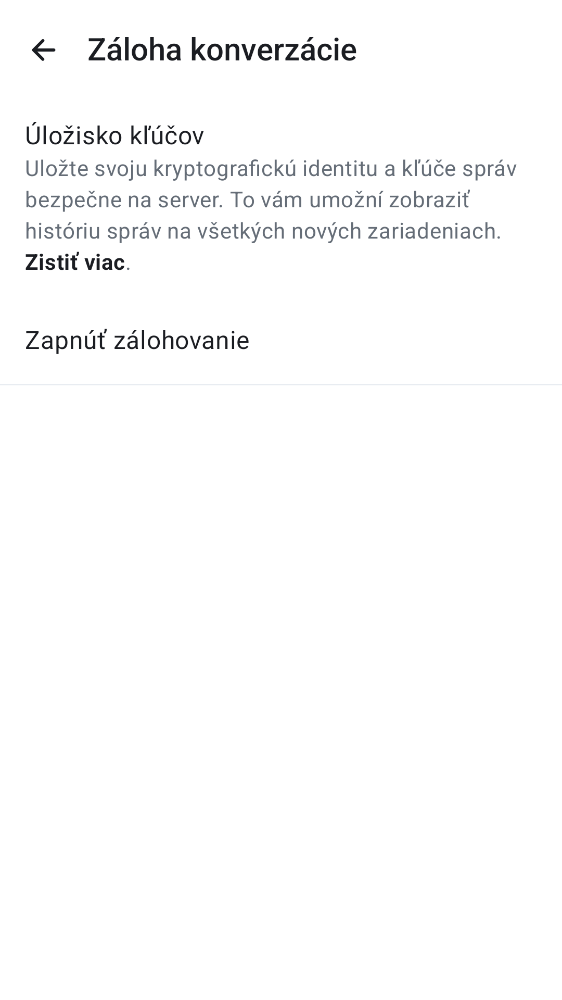 Záloha konverzácie
Úložisko kľúčov
Uložte svoju kryptografickú identitu a kľúče správ
bezpečne na server. To vám umožní zobraziť
históriu správ na všetkých nových zariadeniach.
Zistiť viac.
Zapnúť zálohovanie